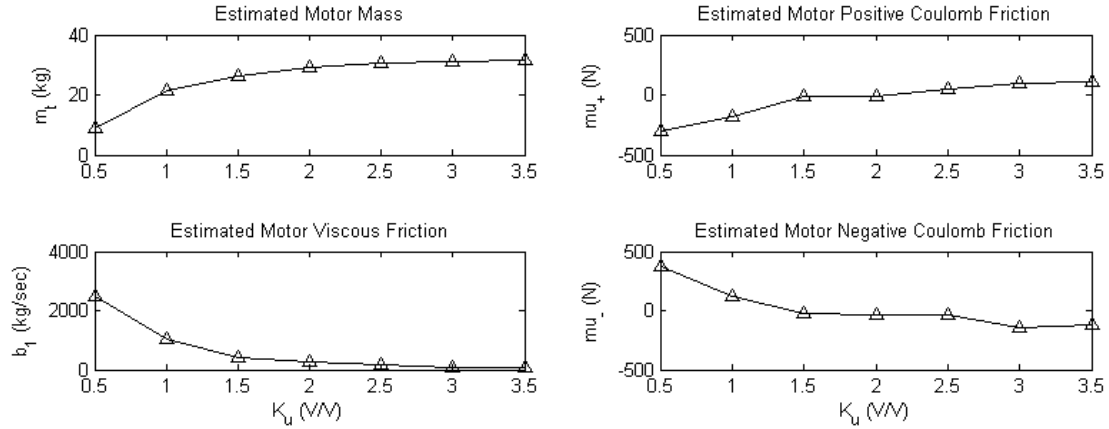 Estimated Motor Mass
40
20
0
m_t (kg)
0.5 1 1.5 2 2.5 3 3.5
Estimated Motor Positive Coulomb Friction
500
0
-500
mu_+ (N)
0.5 1 1.5 2 2.5 3 3.5
Estimated Motor Viscous Friction
4000
2000
0
b_1 (kg/sec)
0.5 1 1.5 2 2.5 3 3.5
K_u (V/V)
Estimated Motor Negative Coulomb Friction
500
0
-500
mu_- (N)
0.5 1 1.5 2 2.5 3 3.5
K_u (V/V)